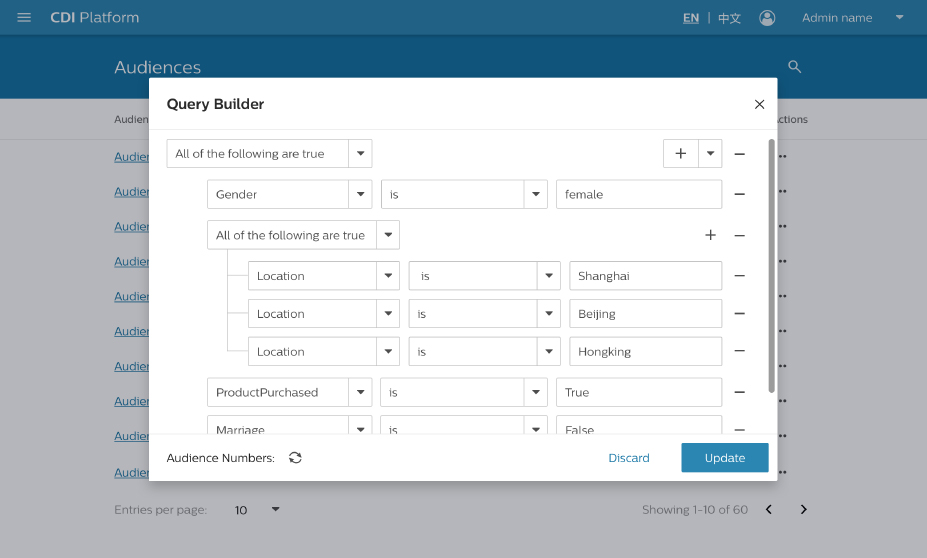 CDI Platform EN | 中文 Admin name
Audiences
Query Builder
Audien ctions
All of the following are true
Audien
Gender is female
Audien
All of the following are true
Audien
Location is Shanghai
Audien
Location is Beijing
Audien
Location is Hongking
Audien
ProductPurchased is True
Audien
Marriage is False
Audien
Audience Numbers: Discard Update
Audien
Entries per page: 10 Showing 1-10 of 60